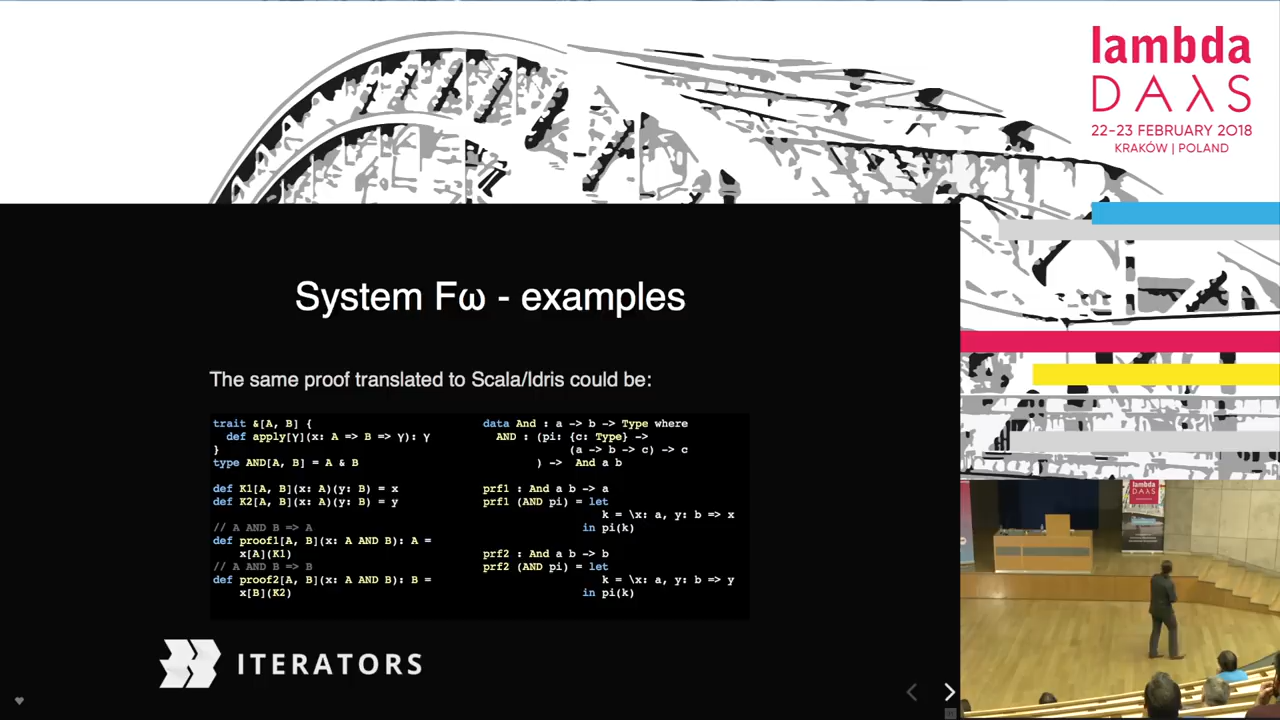 lambda
DAλS
22-23 FEBRUARY 2018
KRAKÓW | POLAND
System Fω - examples
The same proof translated to Scala/Idris could be:
trait &[A, B] {
  def apply[γ](x: A => B => γ): γ
}
type AND[A, B] = A & B
def K1[A, B](x: A)(y: B) = x
def K2[A, B](x: A)(y: B) = y
// A AND B => A
def proof1[A, B](x: A AND B): A =
    x[A](K1)
// A AND B => B
def proof2[A, B](x: A AND B): B =
    x[B](K2)
data And : a -> b -> Type where
  AND : (pi: {c: Type} ->
             (a -> b -> c) -> c
        ) ->  And a b
prf1 : And a b -> a
prf1 (AND pi) = let
                  k = \x: a, y: b => x
               in pi(k)
prf2 : And a b -> b
prf2 (AND pi) = let
                  k = \x: a, y: b => y
               in pi(k)
ITERATORS
lambda
DAλS